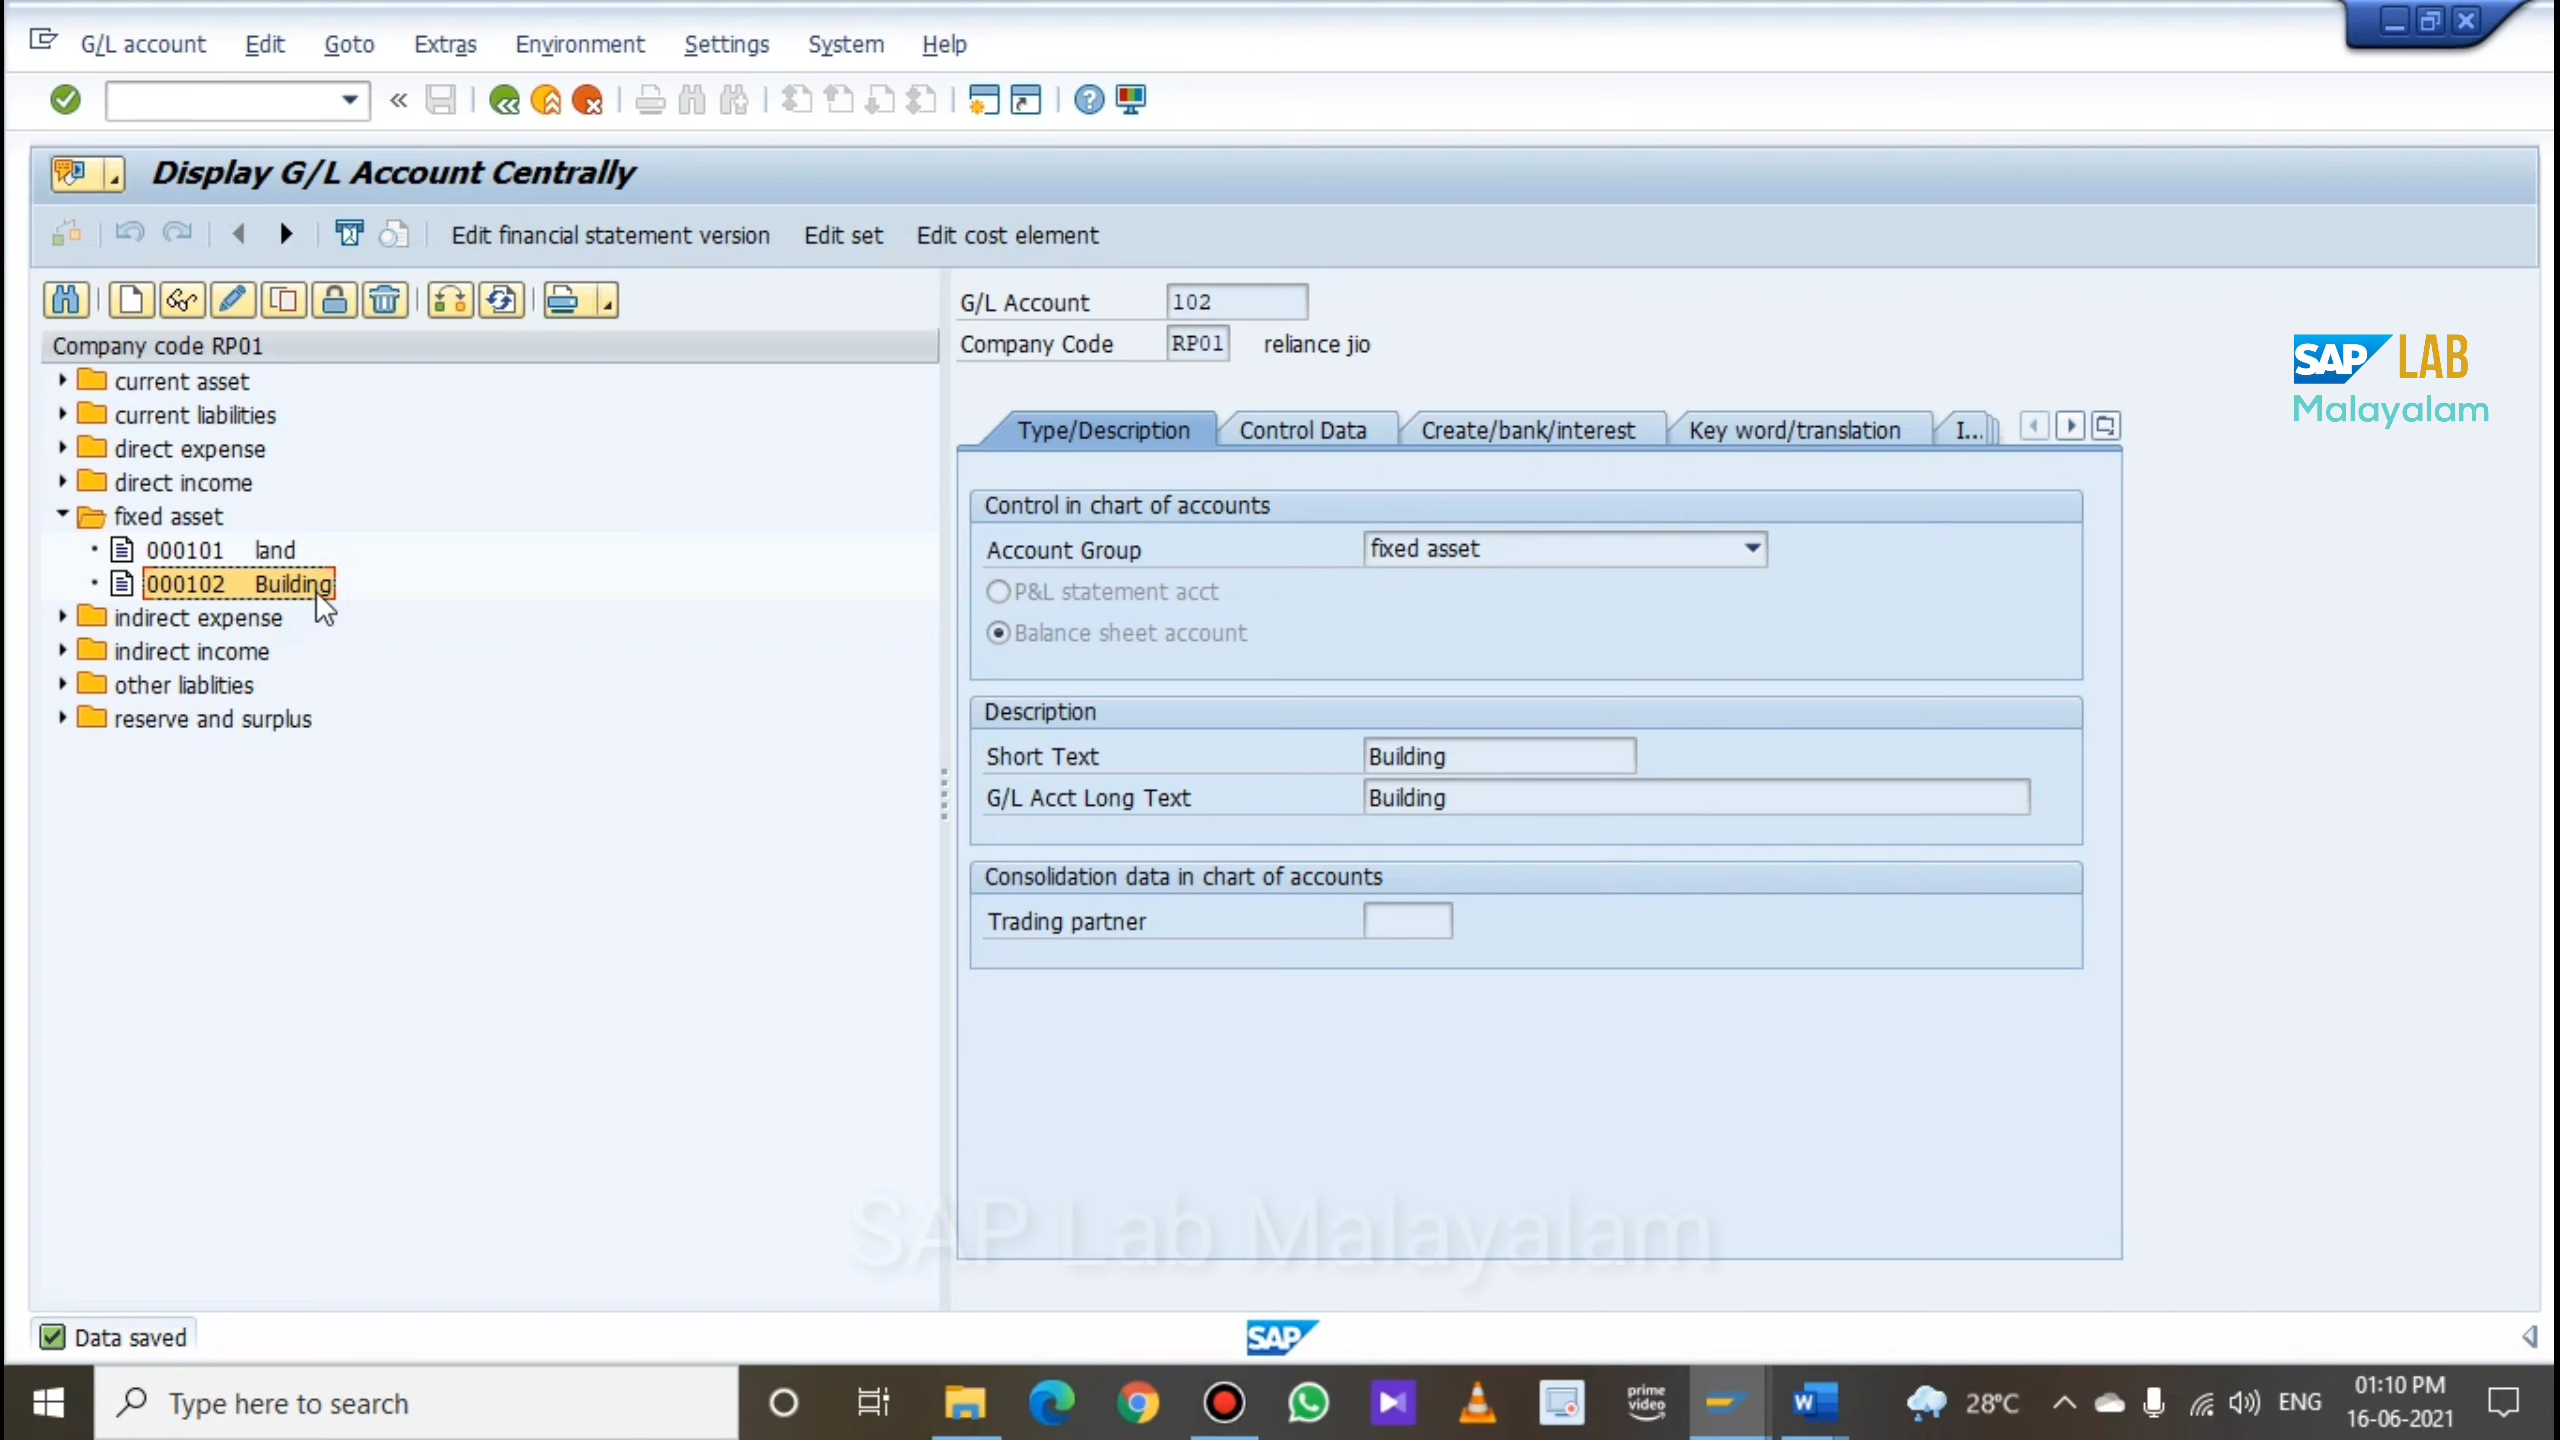 G/L account Edit Goto Extras Environment Settings System Help
Display G/L Account Centrally
Edit financial statement version Edit set Edit cost element
Company code RP01
current asset
current liabilities
direct expense
direct income
fixed asset
000101 land
000102 Building
indirect expense
indirect income
other liablities
reserve and surplus
G/L Account 102
Company Code RP01 reliance jio
SAP LAB
Malayalam
Type/Description Control Data Create/bank/interest Key word/translation I...
Control in chart of accounts
Account Group fixed asset
P&L statement acct
Balance sheet account
Description
Short Text Building
G/L Acct Long Text Building
Consolidation data in chart of accounts
Trading partner
SAP Lab Malayalam
Data saved
SAP
Type here to search
prime
video
W
28°C
ENG
01:10 PM
16-06-2021